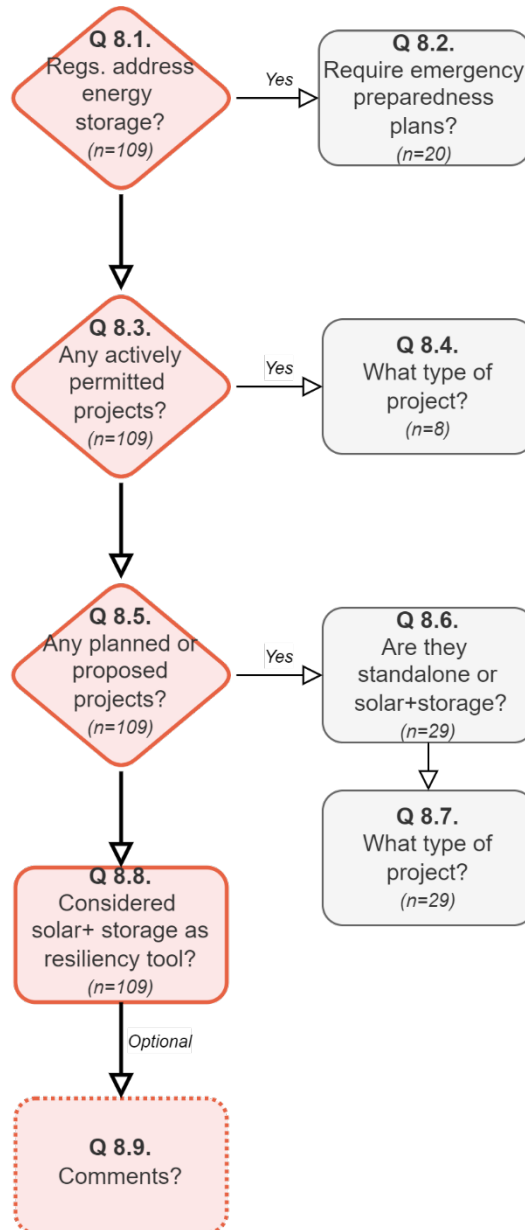 Q 8.1.
Regs. address
energy
storage?
(n=109)
Yes
Q 8.2.
Require emergency
preparedness
plans?
(n=20)
Q 8.3.
Any actively
permitted
projects?
(n=109)
Yes
Q 8.4.
What type of
project?
(n=8)
Q 8.5.
Any planned or
proposed
projects?
(n=109)
Yes
Q 8.6.
Are they
standalone or
solar+storage?
(n=29)
Q 8.7.
What type of
project?
(n=29)
Q 8.8.
Considered
solar+ storage as
resiliency tool?
(n=109)
Optional
Q 8.9.
Comments?